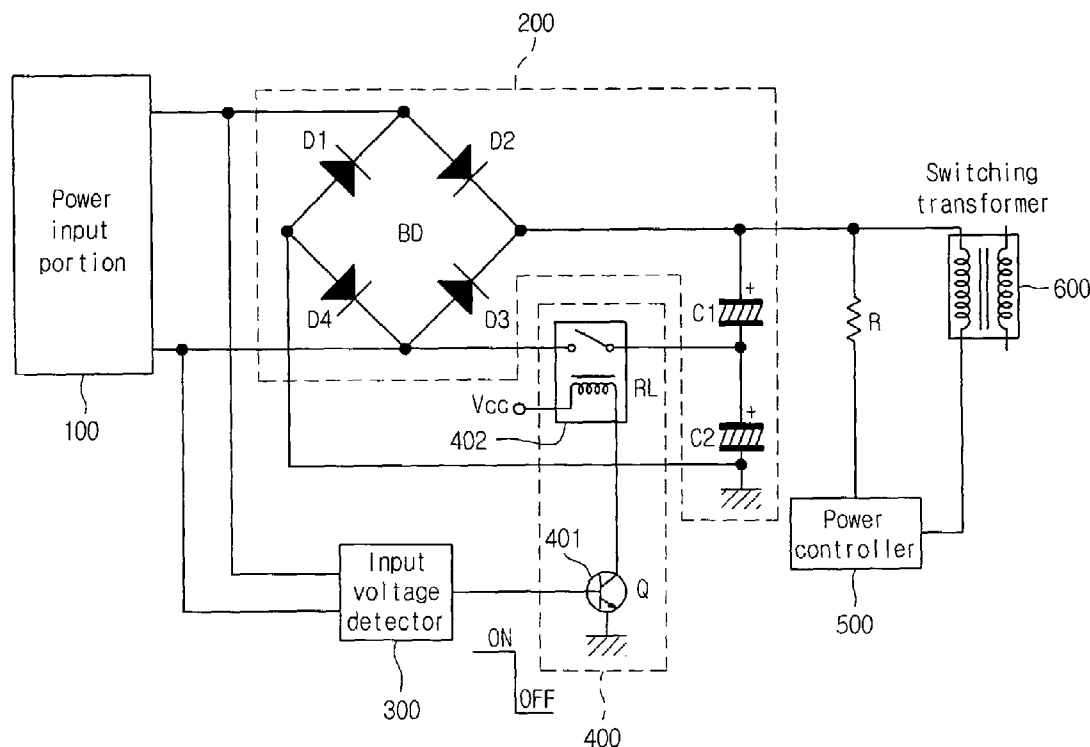 200
Power
input
portion
100
D1
D2
BD
D4
D3
Switching
transformer
600
C1
+
R
RL
Vcc
402
C2
+
Power
controller
500
401
Q
Input
voltage
detector
300
ON
OFF
400